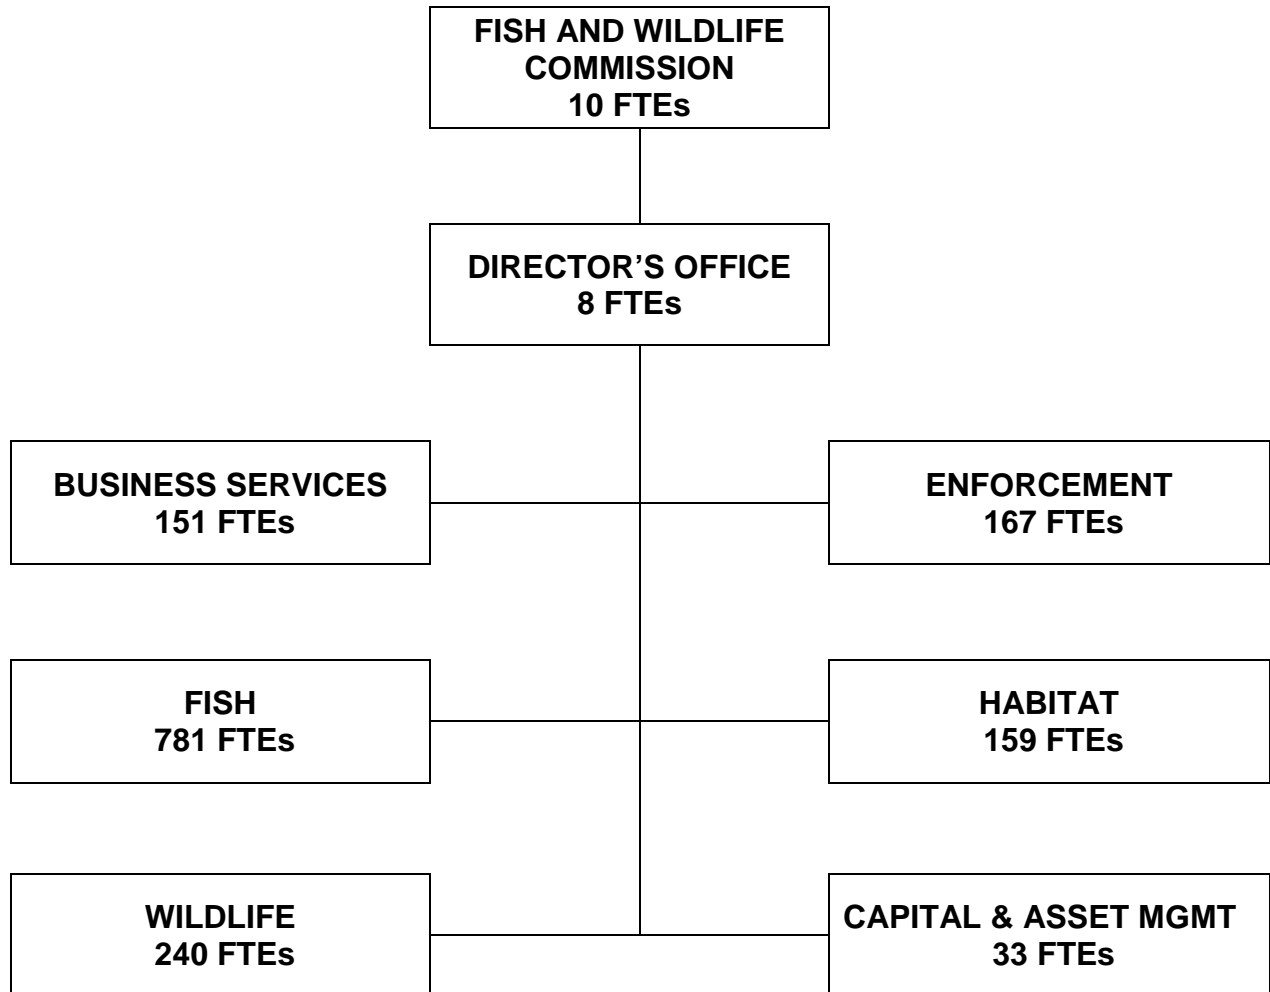 FISH AND WILDLIFE
COMMISSION
10 FTEs
DIRECTOR’S OFFICE
8 FTEs
BUSINESS SERVICES
151 FTEs
ENFORCEMENT
167 FTEs
FISH
781 FTEs
HABITAT
159 FTEs
WILDLIFE
240 FTEs
CAPITAL & ASSET MGMT
33 FTEs